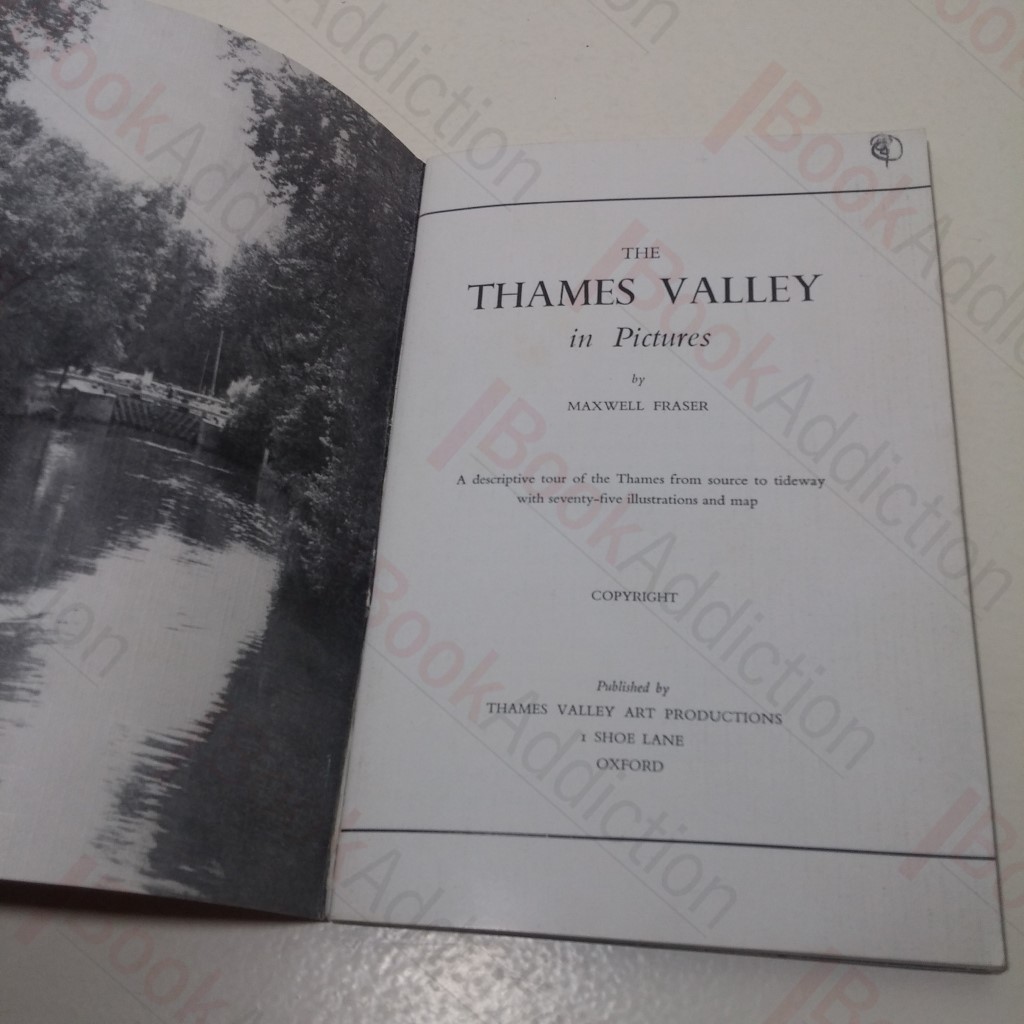 THE
THAMES VALLEY
in Pictures
by
MAXWELL FRASER
A descriptive tour of the Thames from source to tideway
with seventy-five illustrations and map
COPYRIGHT
Published by
THAMES VALLEY ART PRODUCTIONS
1 SHOE LANE
OXFORD
BookAddiction